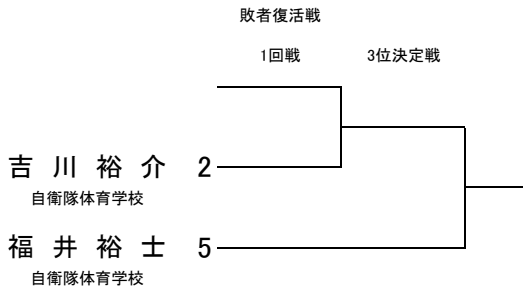 敗者復活戦
1回戦 3位決定戦
吉川裕介 2
自衛隊体育学校
福井裕士 5
自衛隊体育学校